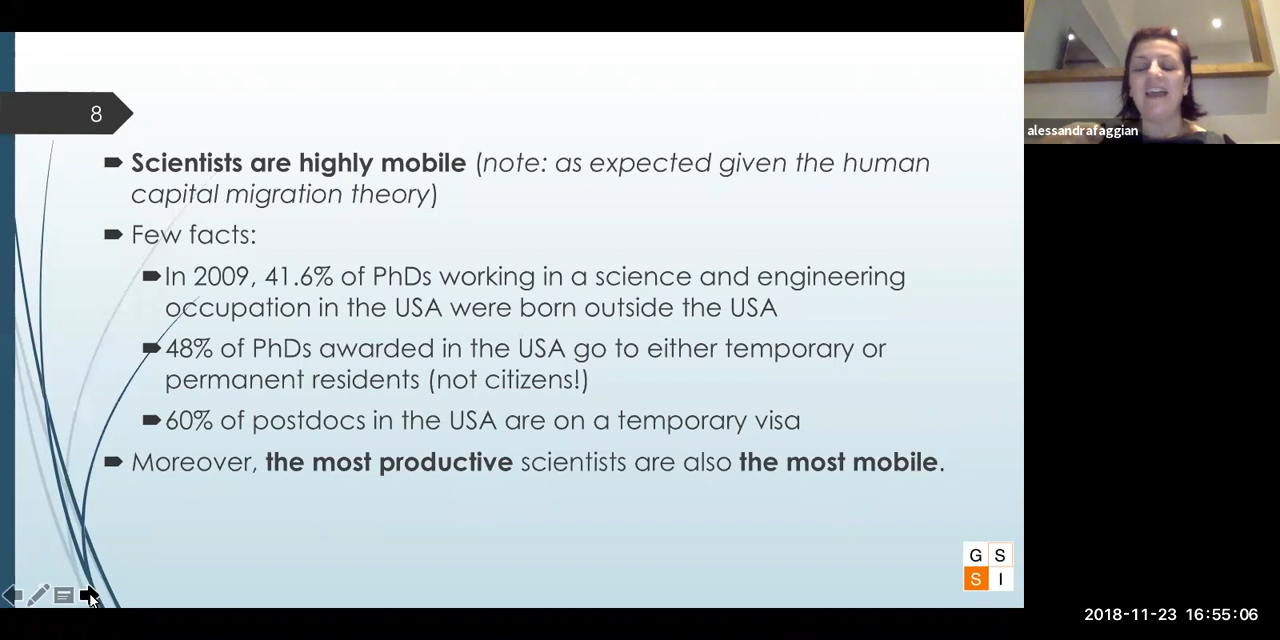 alessandrafaggian
8
Scientists are highly mobile (note: as expected given the human
capital migration theory)
Few facts:
In 2009, 41.6% of PhDs working in a science and engineering
occupation in the USA were born outside the USA
48% of PhDs awarded in the USA go to either temporary or
permanent residents (not citizens!)
60% of postdocs in the USA are on a temporary visa
Moreover, the most productive scientists are also the most mobile.
G S
S I
2018-11-23 16:55:06